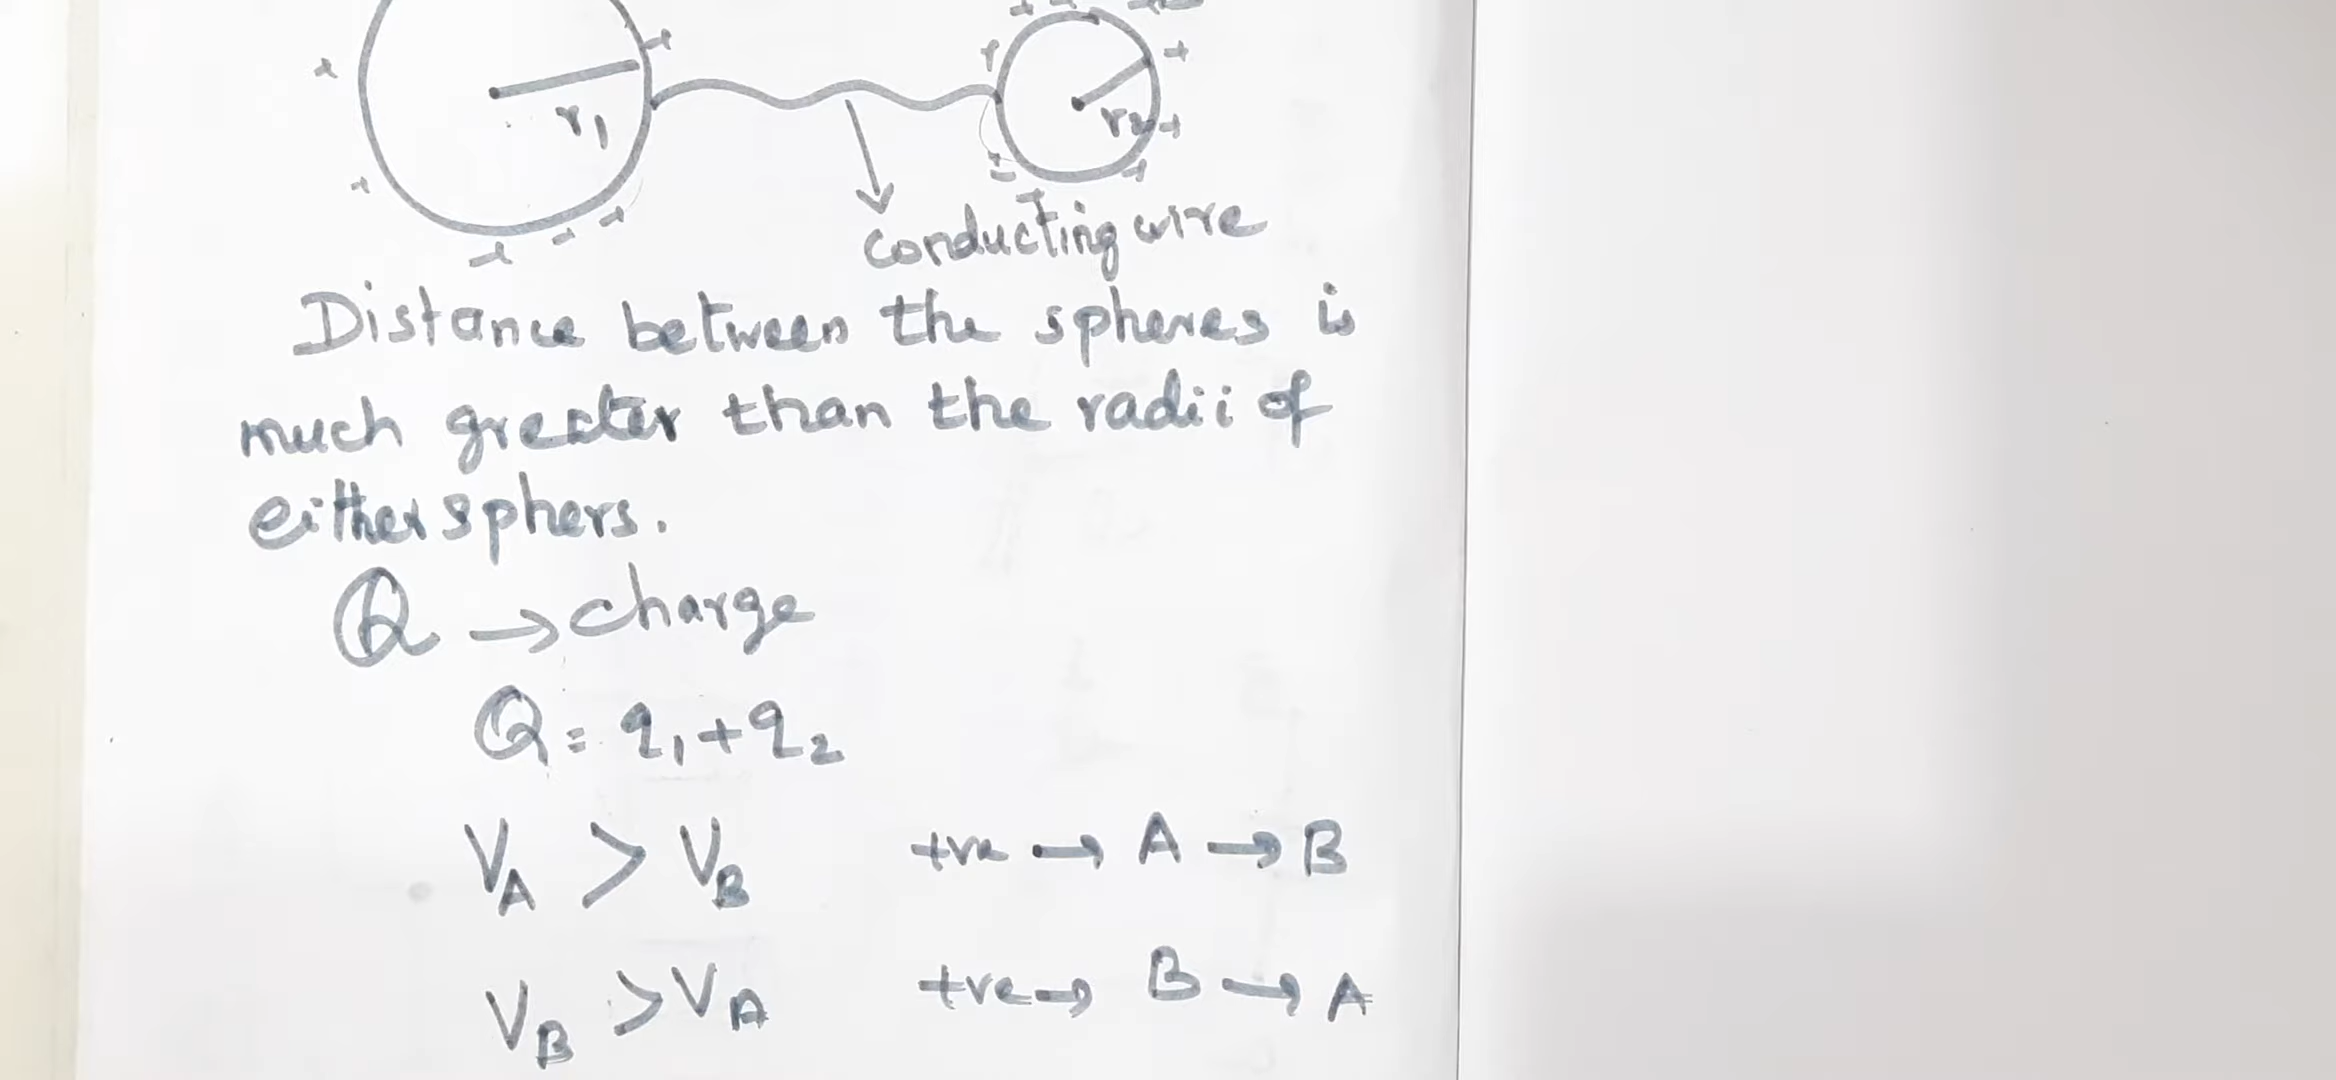 r1
r2
conducting wire
Distance between the spheres is
much greater than the radii of
either sphers.
Q → charge
Q = q1 + q2
VA > VB +ve → A → B
VB > VA +ve → B → A